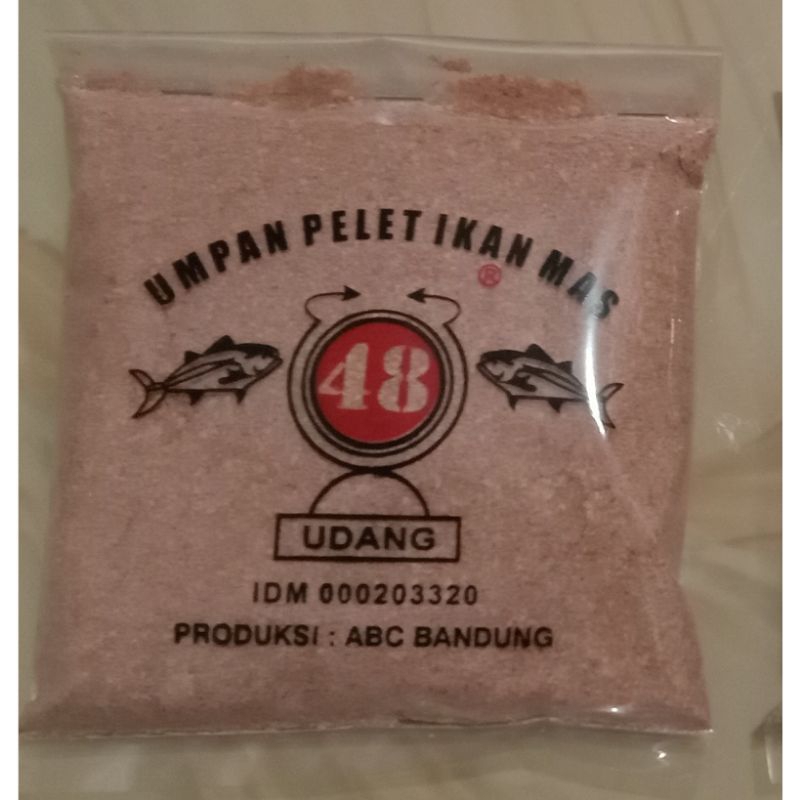 UMPAN PELET IKAN MAS
®
48
UDANG
IDM 000203320
PRODUKSI : ABC BANDUNG